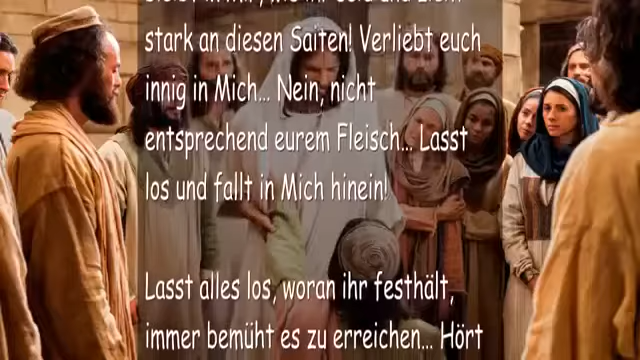 stark an diesen Saiten! Verliebt euch
innig in Mich... Nein, nicht
entsprechend eurem Fleisch... Lasst
los und fallt in Mich hinein!
Lasst alles los, woran ihr festhält,
immer bemüht es zu erreichen... Hört